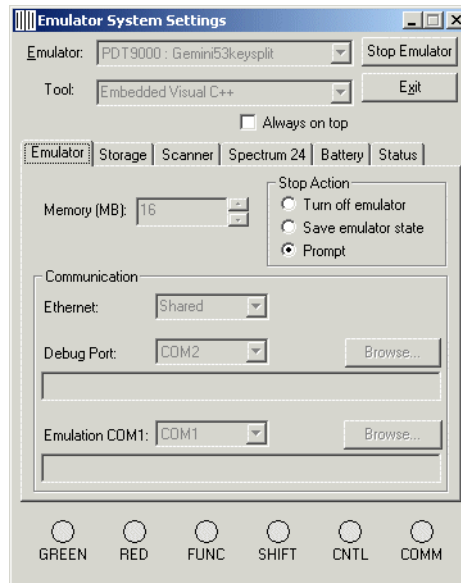 Emulator System Settings
Emulator: PDT9000 : Gemini53keysplit Stop Emulator
Tool: Embedded Visual C++ Exit
Always on top
Emulator Storage Scanner Spectrum 24 Battery Status
Stop Action
Memory (MB): 16 Turn off emulator
Save emulator state
Prompt
Communication
Ethernet: Shared
Debug Port: COM2 Browse...
Emulation COM1: COM1 Browse...
GREEN RED FUNC SHIFT CNTL COMM